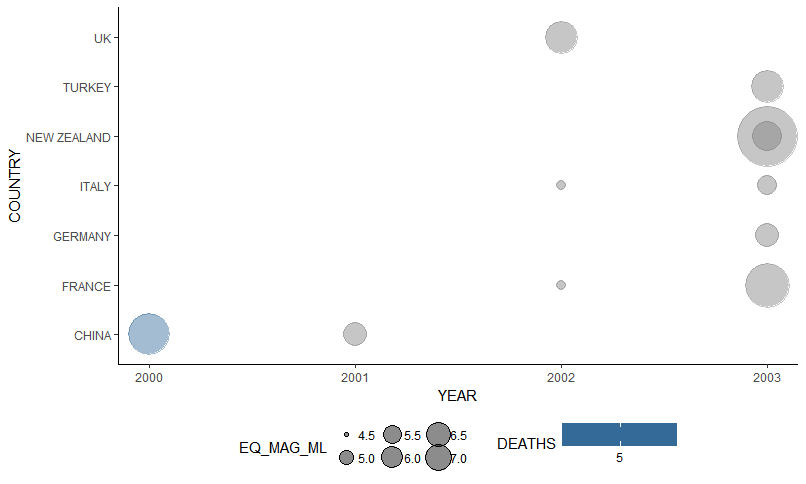 COUNTRY
UK
TURKEY
NEW ZEALAND
ITALY
GERMANY
FRANCE
CHINA
2000 2001 2002 2003
YEAR
EQ_MAG_ML
4.5 5.5 6.5
5.0 6.0 7.0
DEATHS
5